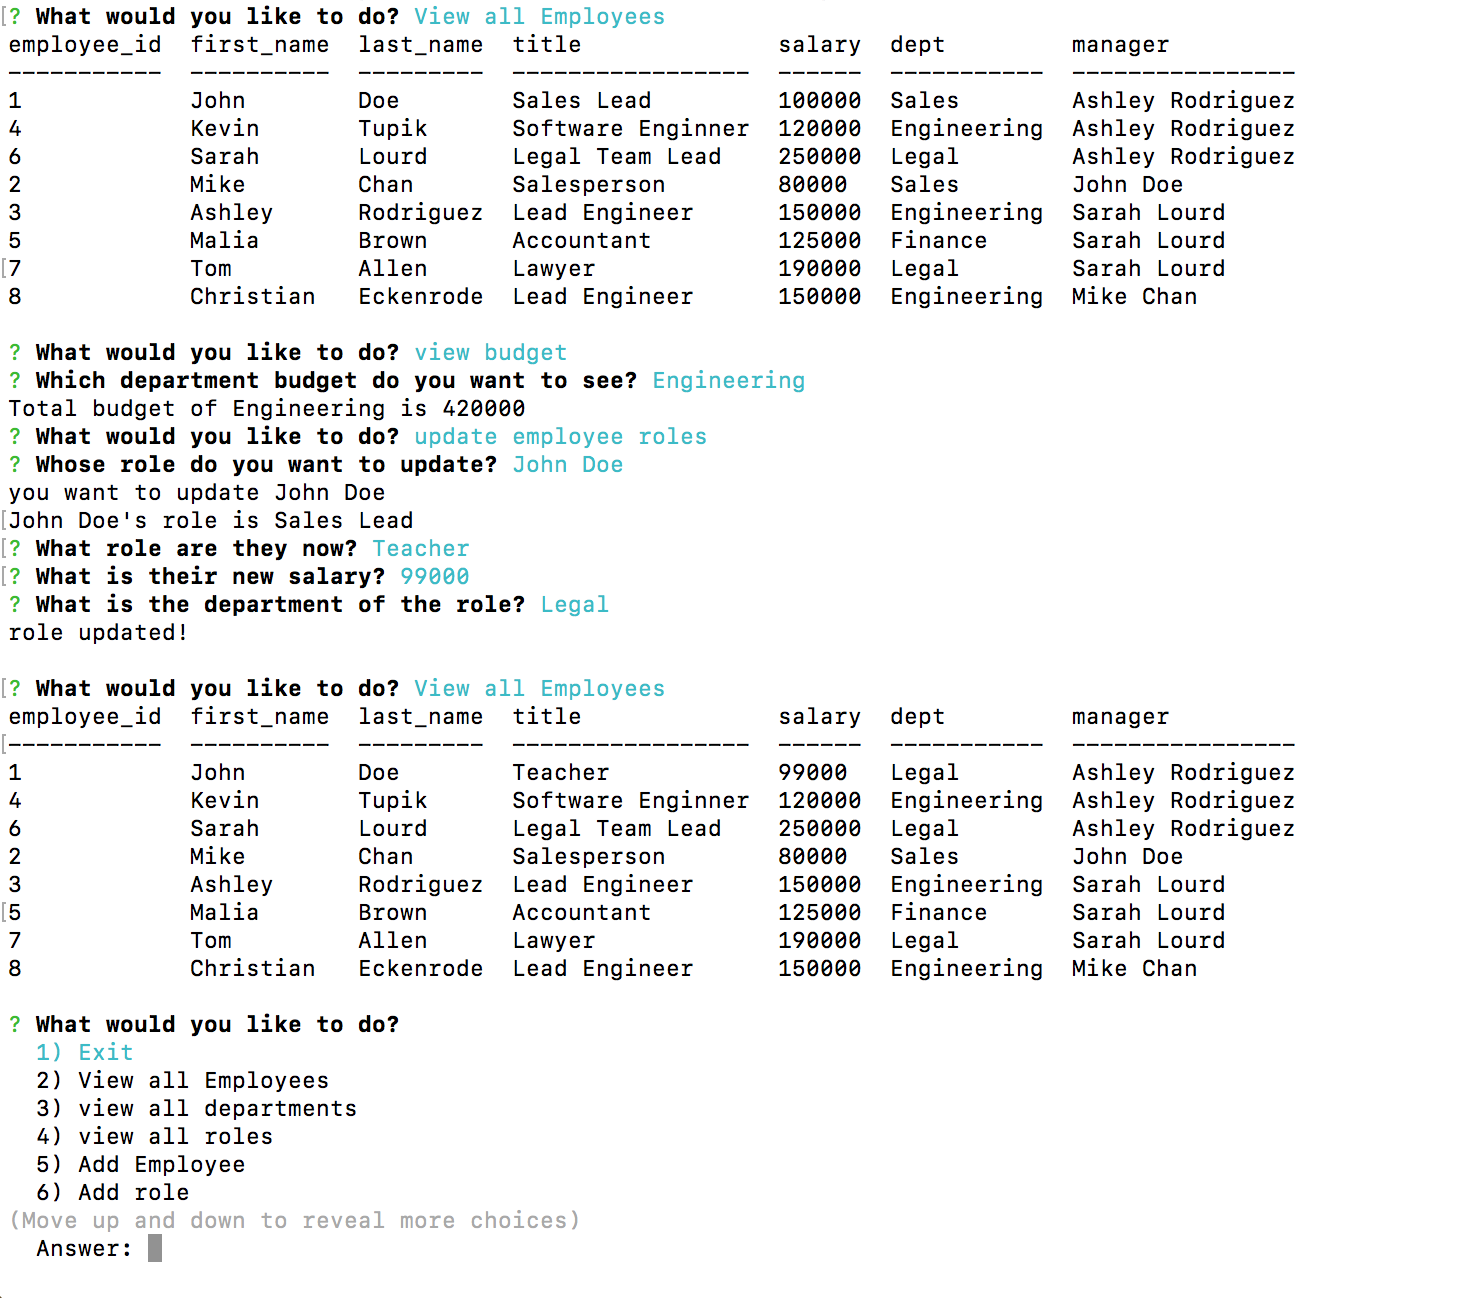 ? What would you like to do? View all Employees
employee_id  first_name  last_name  title              salary  dept         manager
-----------  ----------  ---------  -----------------  ------  -----------  ----------------
1            John        Doe        Sales Lead         100000  Sales        Ashley Rodriguez
4            Kevin       Tupik      Software Enginner  120000  Engineering  Ashley Rodriguez
6            Sarah       Lourd      Legal Team Lead    250000  Legal        Ashley Rodriguez
2            Mike        Chan       Salesperson        80000   Sales        John Doe
3            Ashley      Rodriguez  Lead Engineer      150000  Engineering  Sarah Lourd
5            Malia       Brown      Accountant         125000  Finance      Sarah Lourd
7            Tom         Allen      Lawyer             190000  Legal        Sarah Lourd
8            Christian   Eckenrode  Lead Engineer      150000  Engineering  Mike Chan
? What would you like to do? view budget
? Which department budget do you want to see? Engineering
Total budget of Engineering is 420000
? What would you like to do? update employee roles
? Whose role do you want to update? John Doe
you want to update John Doe
John Doe's role is Sales Lead
? What role are they now? Teacher
? What is their new salary? 99000
? What is the department of the role? Legal
role updated!
? What would you like to do? View all Employees
employee_id  first_name  last_name  title              salary  dept         manager
-----------  ----------  ---------  -----------------  ------  -----------  ----------------
1            John        Doe        Teacher            99000   Legal        Ashley Rodriguez
4            Kevin       Tupik      Software Enginner  120000  Engineering  Ashley Rodriguez
6            Sarah       Lourd      Legal Team Lead    250000  Legal        Ashley Rodriguez
2            Mike        Chan       Salesperson        80000   Sales        John Doe
3            Ashley      Rodriguez  Lead Engineer      150000  Engineering  Sarah Lourd
5            Malia       Brown      Accountant         125000  Finance      Sarah Lourd
7            Tom         Allen      Lawyer             190000  Legal        Sarah Lourd
8            Christian   Eckenrode  Lead Engineer      150000  Engineering  Mike Chan
? What would you like to do?
1) Exit
2) View all Employees
3) view all departments
4) view all roles
5) Add Employee
6) Add role
(Move up and down to reveal more choices)
Answer: